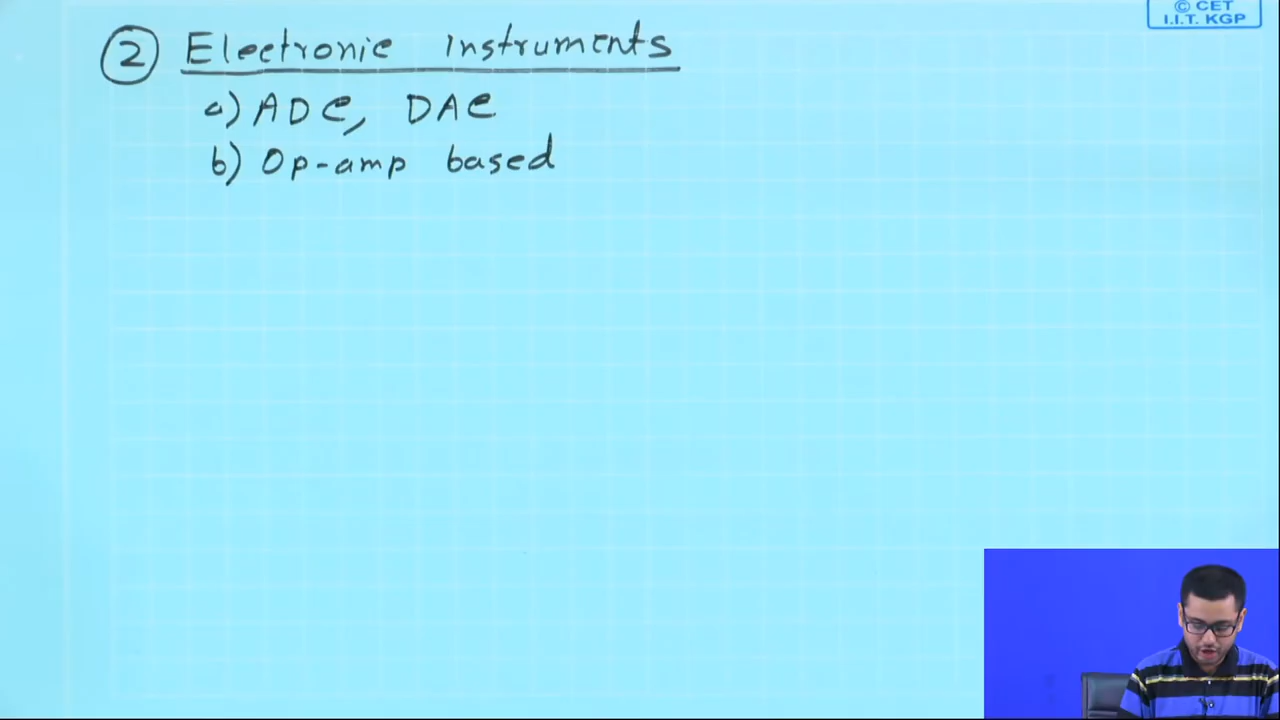 © CET
I.I.T. KGP
2 Electronic Instruments
a) ADC, DAC
b) Op-amp based